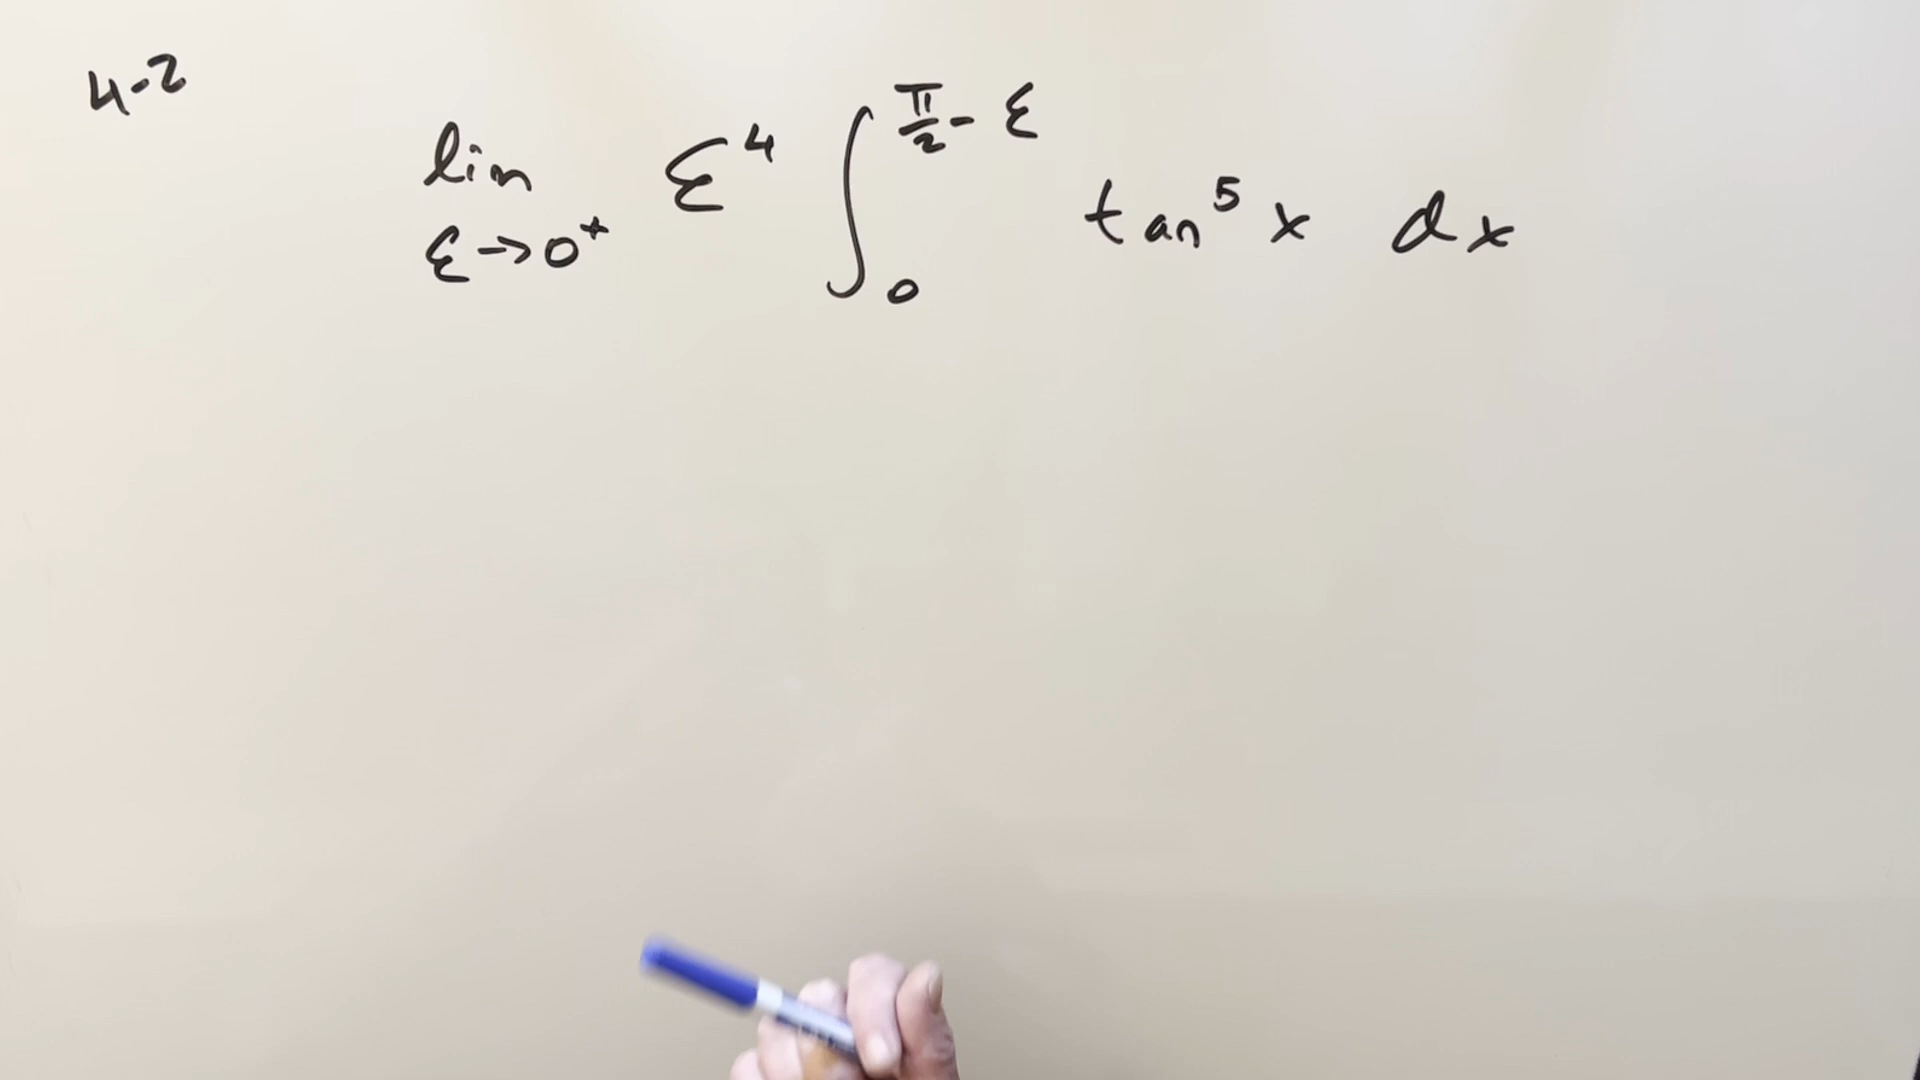 4-2
lim ε→0⁺ ε⁴ ∫₀^(π/2 - ε) tan⁵ x dx